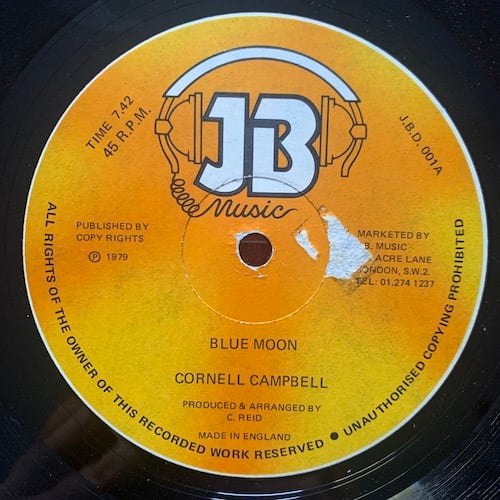 JB
Music
TIME 7.42
45 R.P.M.
J.B.D. 001A
PUBLISHED BY
COPY RIGHTS
Ⓟ 1979
MARKETED BY
B. MUSIC
ACRE LANE
LONDON, S.W.2.
TEL: 01.274 1237
BLUE MOON
CORNELL CAMPBELL
PRODUCED & ARRANGED BY
C. REID
MADE IN ENGLAND
ALL RIGHTS OF THE OWNER OF THIS RECORDED WORK RESERVED ● UNAUTHORISED COPYING PROHIBITED